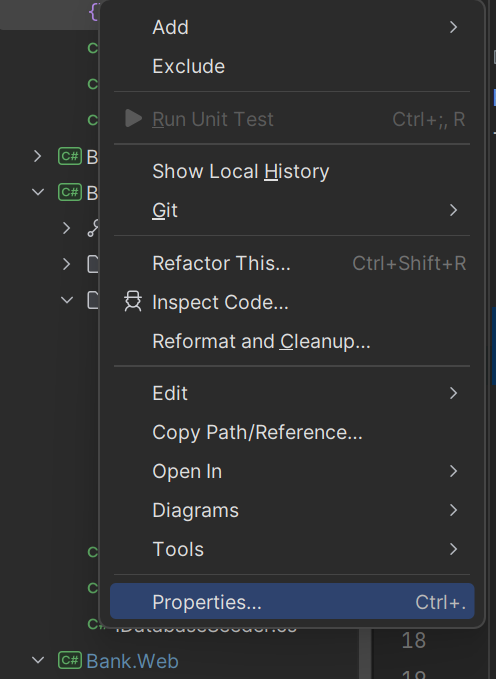 Add
Exclude
Run Unit Test Ctrl+;, R
Show Local History
Git
Refactor This... Ctrl+Shift+R
Inspect Code...
Reformat and Cleanup...
Edit
Copy Path/Reference...
Open In
Diagrams
Tools
Properties... Ctrl+.
18
C# Bank.Web